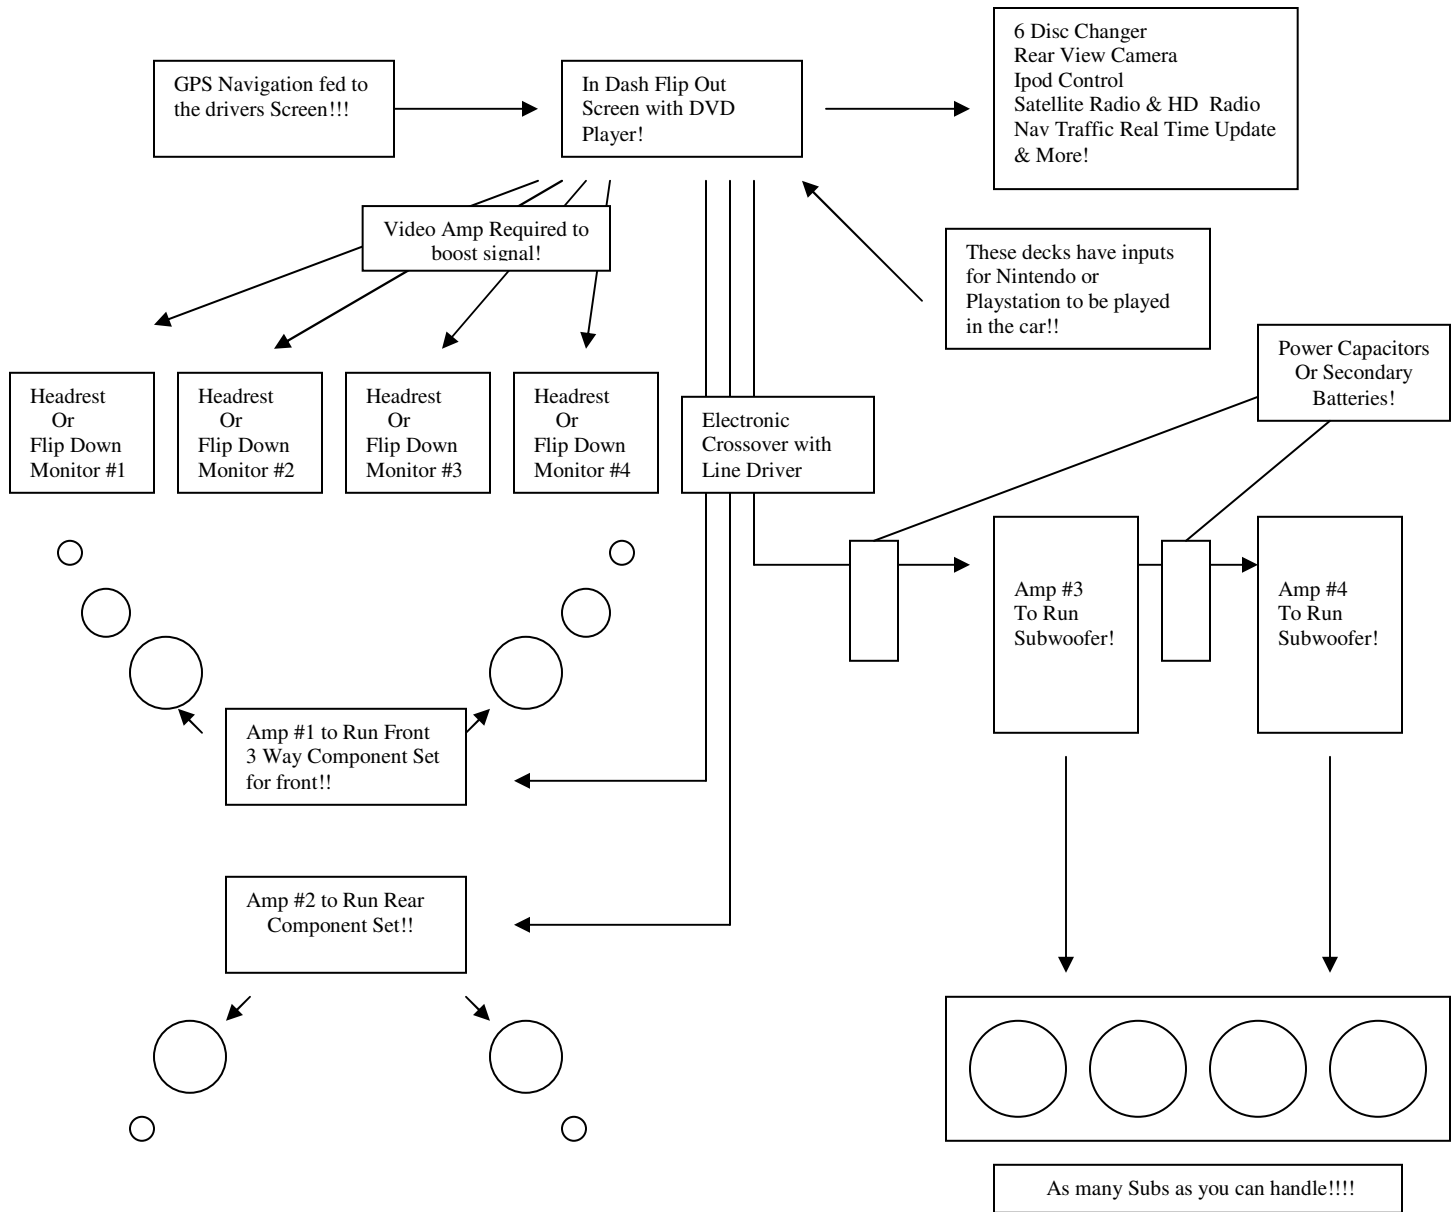 GPS Navigation fed to
the drivers Screen!!!
In Dash Flip Out
Screen with DVD
Player!
6 Disc Changer
Rear View Camera
Ipod Control
Satellite Radio & HD  Radio
Nav Traffic Real Time Update
& More!
Video Amp Required to
boost signal!
These decks have inputs
for Nintendo or
Playstation to be played
in the car!!
Power Capacitors
Or Secondary
Batteries!
Headrest
Or
Flip Down
Monitor #1
Headrest
Or
Flip Down
Monitor #2
Headrest
Or
Flip Down
Monitor #3
Headrest
Or
Flip Down
Monitor #4
Electronic
Crossover with
Line Driver
Amp #3
To Run
Subwoofer!
Amp #4
To Run
Subwoofer!
Amp #1 to Run Front
3 Way Component Set
for front!!
Amp #2 to Run Rear
Component Set!!
As many Subs as you can handle!!!!